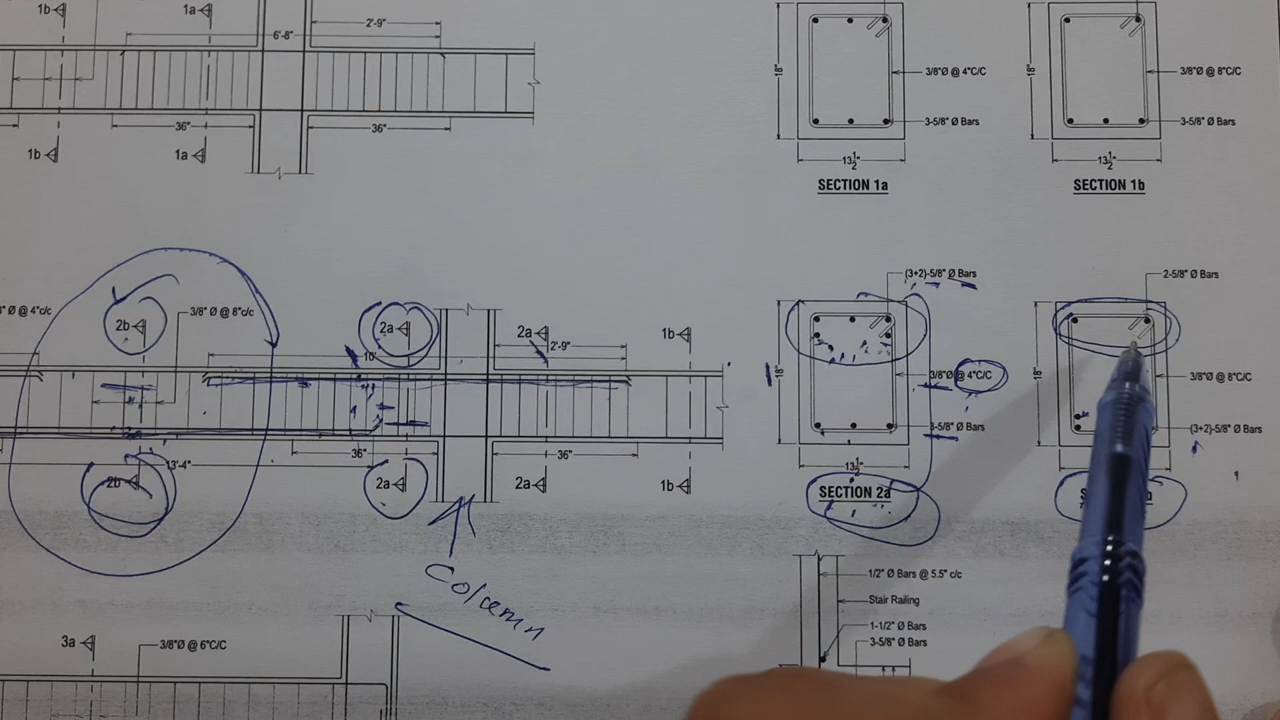 1b
1a
2'-9"
6'-8"
36"
36"
1b
1a
18"
3/8"Ø @ 4"C/C
3-5/8" Ø Bars
13½"
SECTION 1a
18"
3/8"Ø @ 8"C/C
3-5/8" Ø Bars
13½"
SECTION 1b
Ø @ 4"c/c
2b
3/8" Ø @ 8"c/c
2a
10'
2a
2'-9"
1b
36"
36"
13'-4"
2b
2a
2a
1b
Column
(3+2)-5/8" Ø Bars
18"
3/8"Ø @ 4"C/C
3-5/8" Ø Bars
13½"
SECTION 2a
2-5/8" Ø Bars
18"
3/8"Ø @ 8"C/C
(3+2)-5/8" Ø Bars
3a
3/8"Ø @ 6"C/C
1/2" Ø Bars @ 5.5" c/c
Stair Railing
1-1/2" Ø Bars
3-5/8" Ø Bars